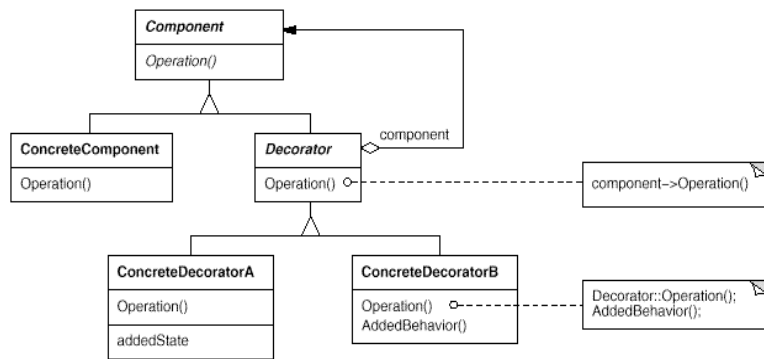 Component
Operation()
component
ConcreteComponent
Operation()
Decorator
Operation()
component->Operation()
ConcreteDecoratorA
Operation()
addedState
ConcreteDecoratorB
Operation()
AddedBehavior()
Decorator::Operation();
AddedBehavior();